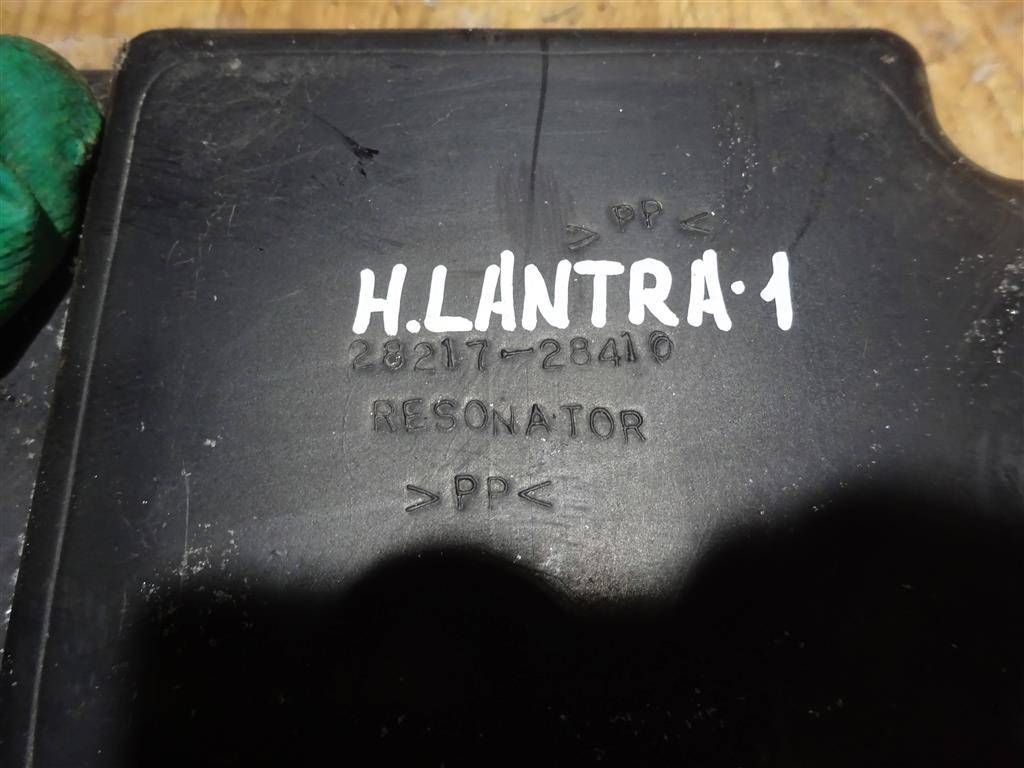 >PP<
H.LANTRA·1
28217-28410
RESONATOR
>PP<